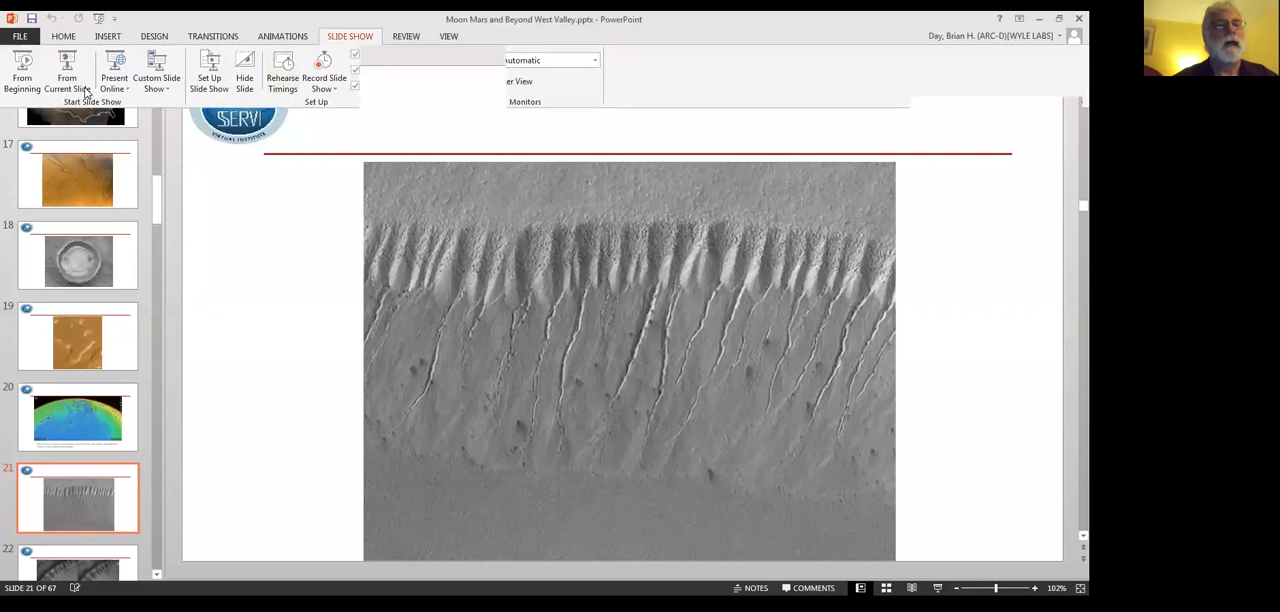 Moon Mars and Beyond West Valley.pptx - PowerPoint
FILE HOME INSERT DESIGN TRANSITIONS ANIMATIONS SLIDE SHOW REVIEW VIEW
Day, Brian H. (ARC-D)[WYLE LABS]
From Beginning
From Current Slide
Present Online
Custom Slide Show
Set Up Slide Show
Hide Slide
Rehearse Timings
Record Slide Show
utomatic
er View
Start Slide Show
Set Up
Monitors
SSERVI
VIRTUAL INSTITUTE
17
18
19
20
21
22
SLIDE 21 OF 67
NOTES
COMMENTS
102%